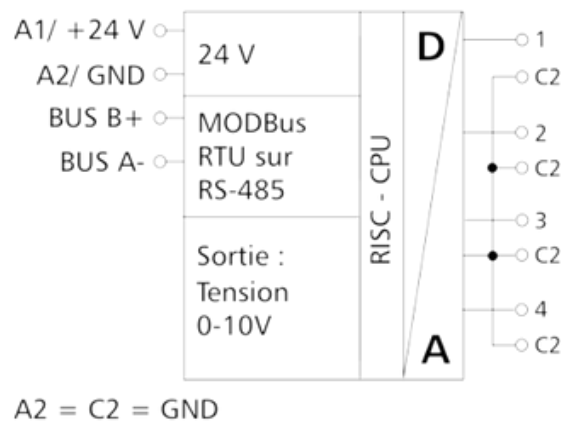 A1/ +24 V
A2/ GND
BUS B+
BUS A-
24 V
MODBus
RTU sur
RS-485
Sortie :
Tension
0-10V
RISC - CPU
D
A
1
C2
2
C2
3
C2
4
C2
A2 = C2 = GND